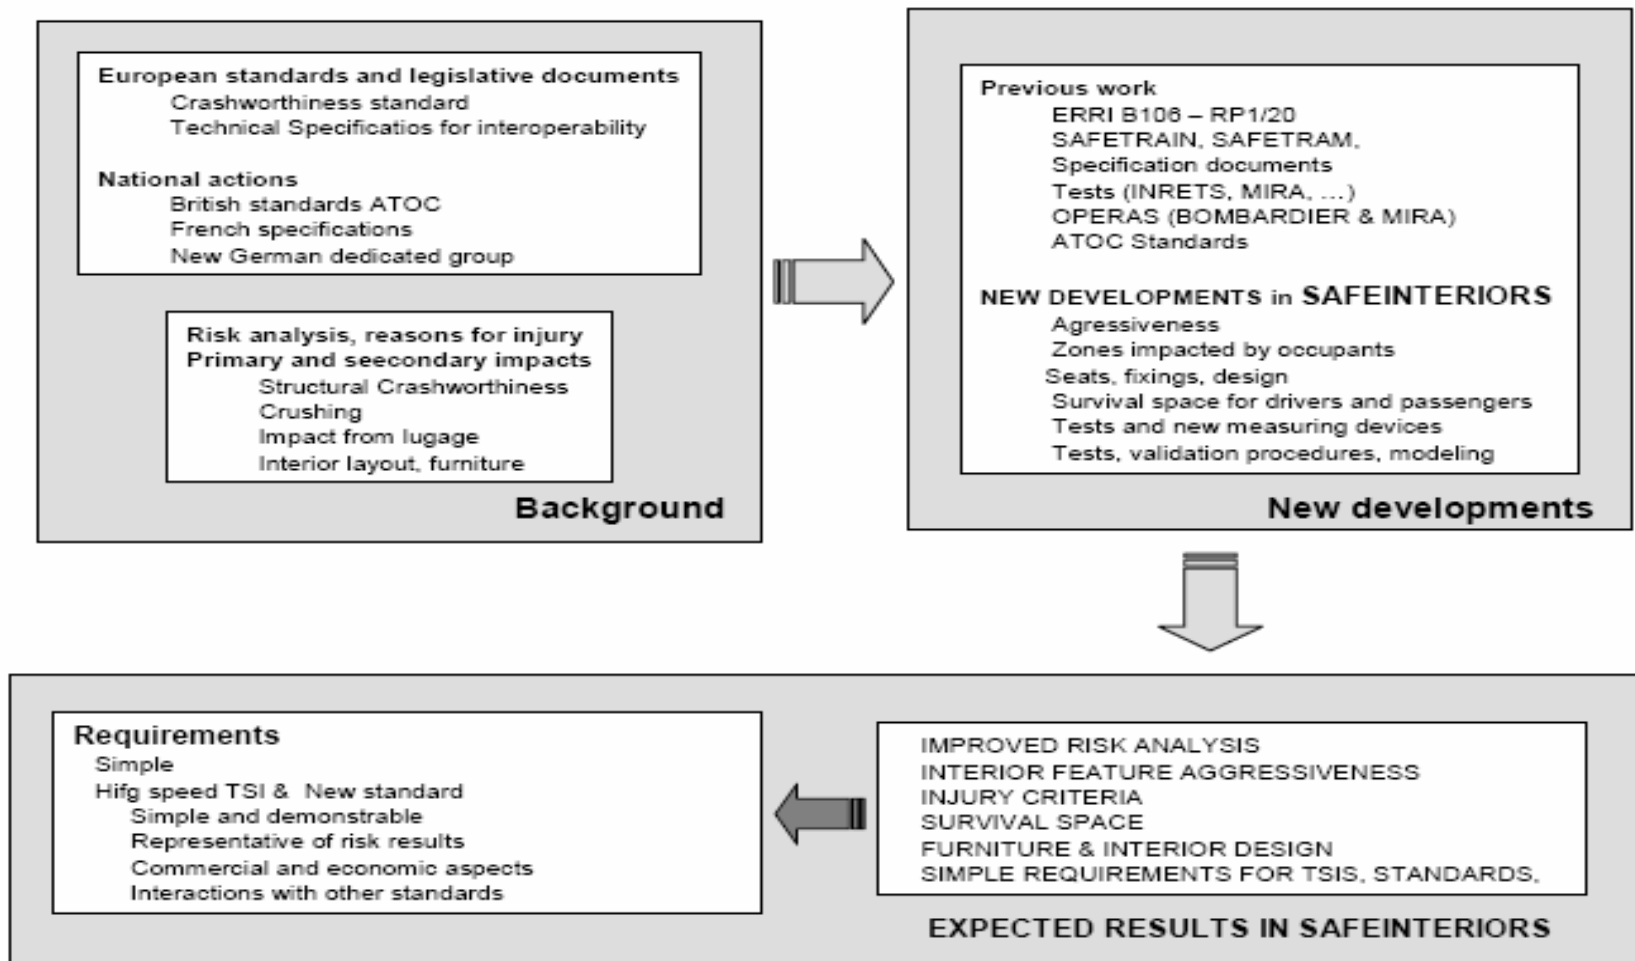 European standards and legislative documents
Crashworthiness standard
Technical Specificatios for interoperability
National actions
British standards ATOC
French specifications
New German dedicated group
Risk analysis, reasons for injury
Primary and seecondary impacts
Structural Crashworthiness
Crushing
Impact from lugage
Interior layout, furniture
Background
Previous work
ERRI B106 – RP1/20
SAFETRAIN, SAFETRAM,
Specification documents
Tests (INRETS, MIRA, ...)
OPERAS (BOMBARDIER & MIRA)
ATOC Standards
NEW DEVELOPMENTS in SAFEINTERIORS
Agressiveness
Zones impacted by occupants
Seats, fixings, design
Survival space for drivers and passengers
Tests and new measuring devices
Tests, validation procedures, modeling
New developments
Requirements
Simple
Hifg speed TSI & New standard
Simple and demonstrable
Representative of risk results
Commercial and economic aspects
Interactions with other standards
IMPROVED RISK ANALYSIS
INTERIOR FEATURE AGGRESSIVENESS
INJURY CRITERIA
SURVIVAL SPACE
FURNITURE & INTERIOR DESIGN
SIMPLE REQUIREMENTS FOR TSIS, STANDARDS,
EXPECTED RESULTS IN SAFEINTERIORS